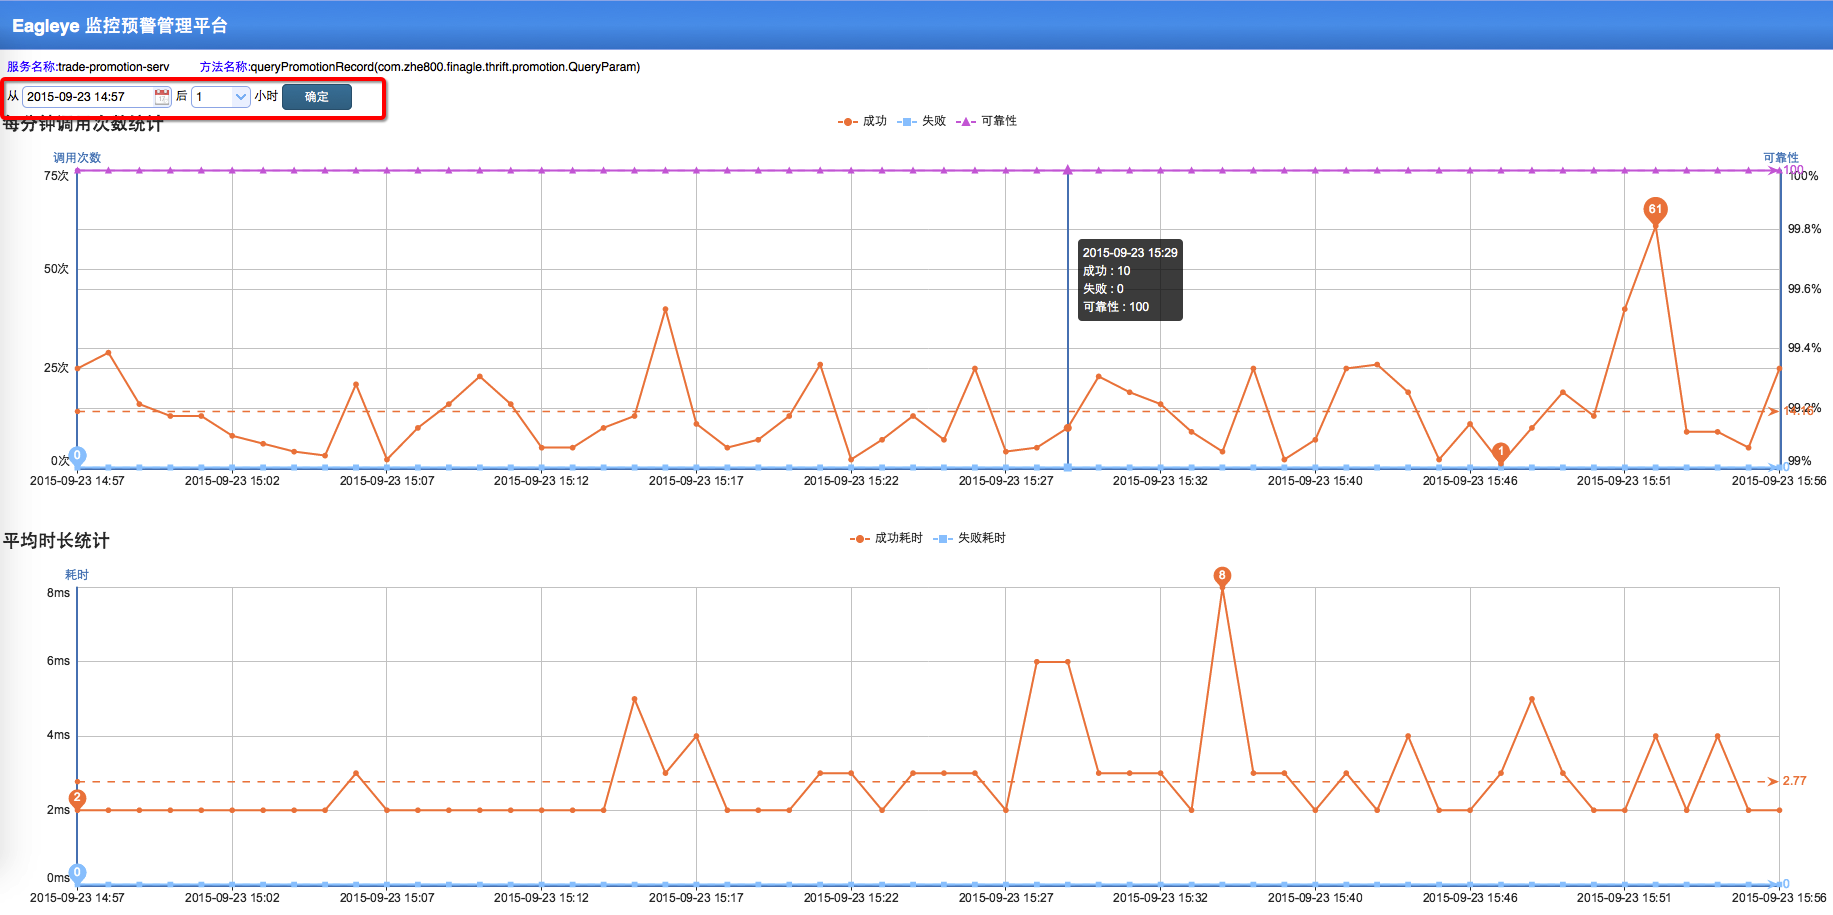 Eagleye 监控预警管理平台
服务名称:trade-promotion-serv 方法名称:queryPromotionRecord(com.zhe800.finagle.thrift.promotion.QueryParam)
从 2015-09-23 14:57 后 1 小时 确定
每分钟调用次数统计
成功 失败 可靠性
调用次数 可靠性
75次 100 100%
61
99.8%
2015-09-23 15:29
成功 : 10
失败 : 0
可靠性 : 100
50次
99.6%
99.4%
25次
99.2%
0 1
0次 99%
0
2015-09-23 14:57 2015-09-23 15:02 2015-09-23 15:07 2015-09-23 15:12 2015-09-23 15:17 2015-09-23 15:22 2015-09-23 15:27 2015-09-23 15:32 2015-09-23 15:40 2015-09-23 15:46 2015-09-23 15:51 2015-09-23 15:56
平均时长统计
成功耗时 失败耗时
耗时
8
8ms
6ms
4ms
2.77
2
2ms
0
0ms
0
2015-09-23 14:57 2015-09-23 15:02 2015-09-23 15:07 2015-09-23 15:12 2015-09-23 15:17 2015-09-23 15:22 2015-09-23 15:27 2015-09-23 15:32 2015-09-23 15:40 2015-09-23 15:46 2015-09-23 15:51 2015-09-23 15:56